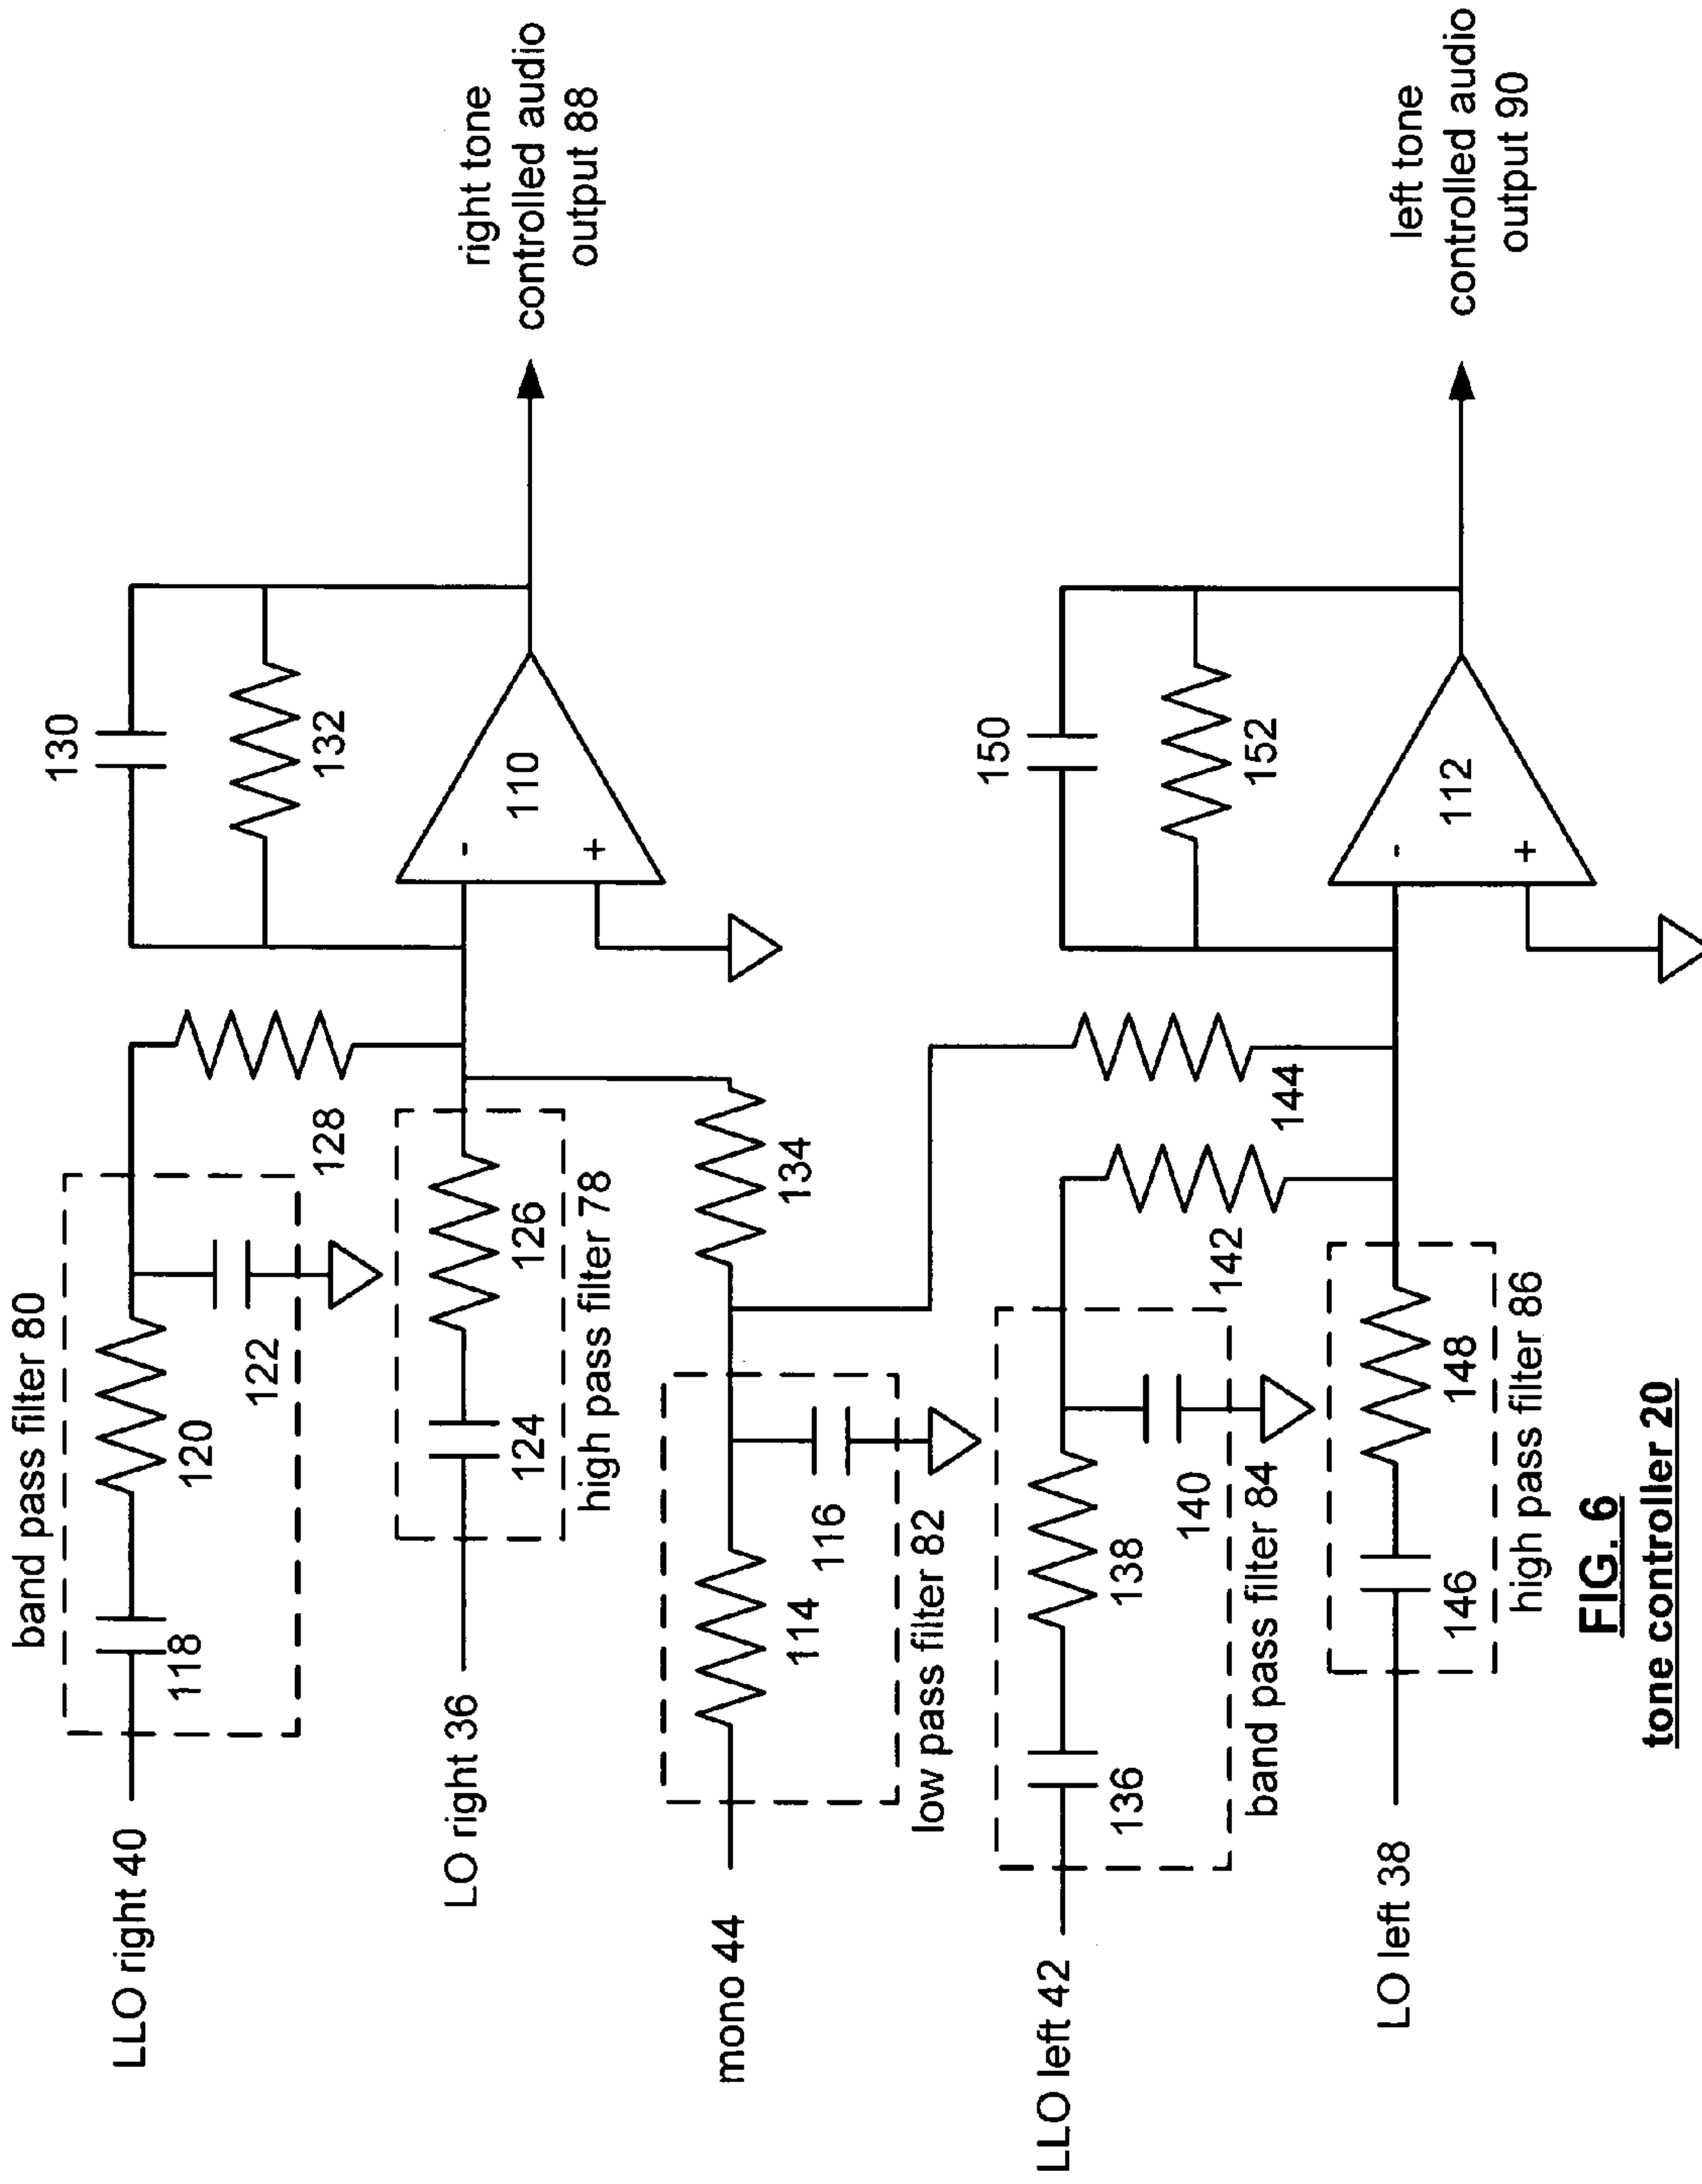 band pass filter 80
LLO right 40
118
120
122
128
130
132
LO right 36
124
126
high pass filter 78
-
110
+
right tone
controlled audio
output 88
mono 44
114
116
134
low pass filter 82
LLO left 42
136
138
140
142
144
150
152
band pass filter 84
LO left 38
146
148
high pass filter 86
-
112
+
left tone
controlled audio
output 90
FIG. 6
tone controller 20